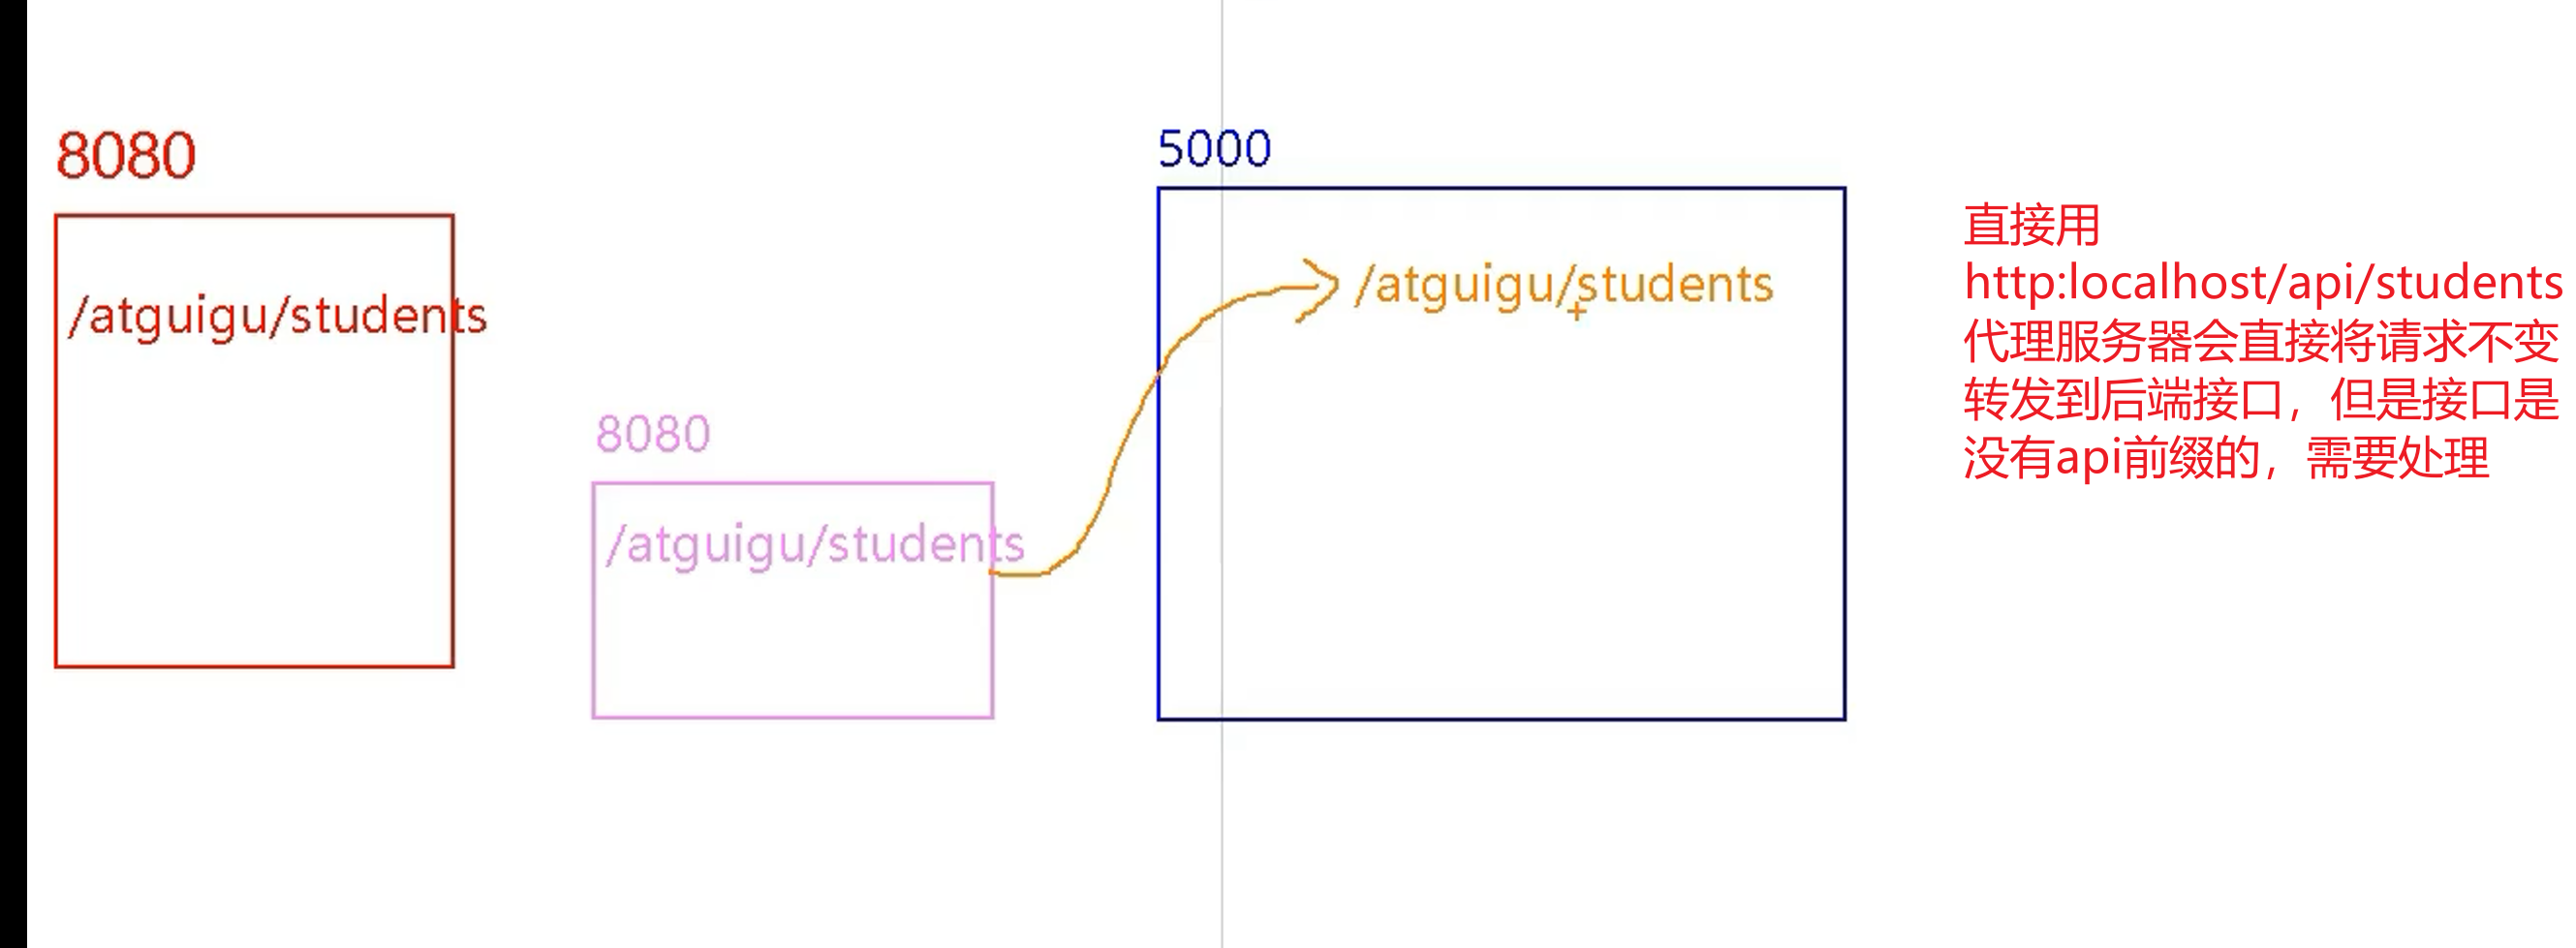 8080
/atguigu/students
8080
/atguigu/students
5000
/atguigu/students
直接用
http:localhost/api/students
代理服务器会直接将请求不变
转发到后端接口，但是接口是
没有api前缀的，需要处理